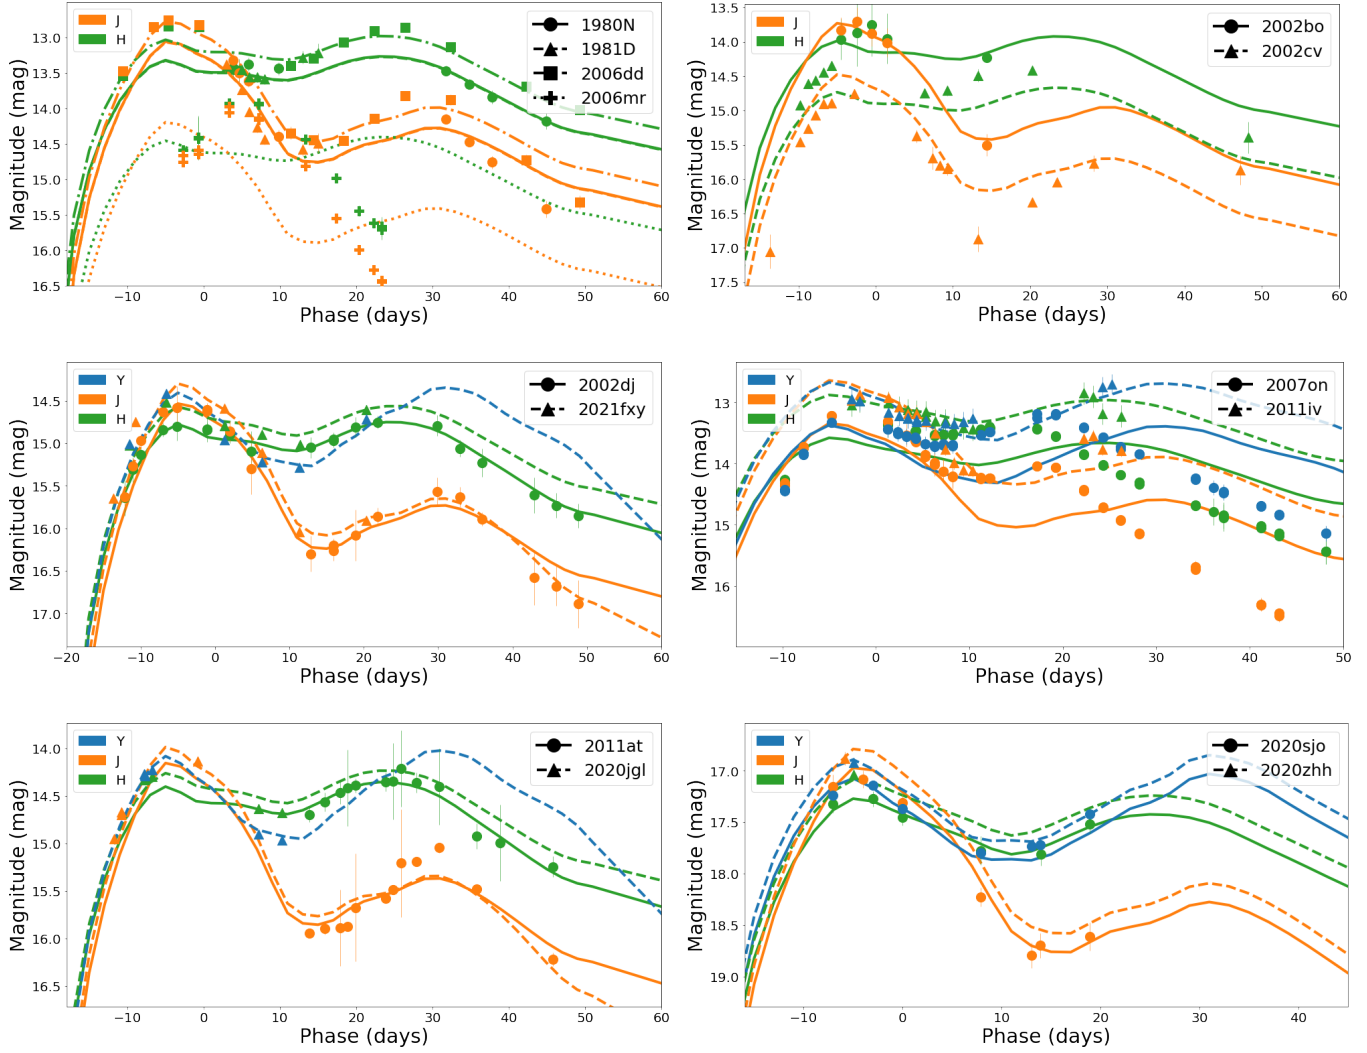 J
H
1980N
1981D
2006dd
2006mr
13.0
13.5
14.0
14.5
15.0
15.5
16.0
16.5
Magnitude (mag)
−10 0 10 20 30 40 50 60
Phase (days)
J
H
2002bo
2002cv
13.5
14.0
14.5
15.0
15.5
16.0
16.5
17.0
17.5
Magnitude (mag)
−10 0 10 20 30 40 50 60
Phase (days)
Y
J
H
2002dj
2021fxy
14.5
15.0
15.5
16.0
16.5
17.0
Magnitude (mag)
−20 −10 0 10 20 30 40 50 60
Phase (days)
Y
J
H
2007on
2011iv
13
14
15
16
Magnitude (mag)
−10 0 10 20 30 40 50
Phase (days)
Y
J
H
2011at
2020jgl
14.0
14.5
15.0
15.5
16.0
16.5
Magnitude (mag)
−10 0 10 20 30 40 50 60
Phase (days)
Y
J
H
2020sjo
2020zhh
17.0
17.5
18.0
18.5
19.0
Magnitude (mag)
−10 0 10 20 30 40
Phase (days)